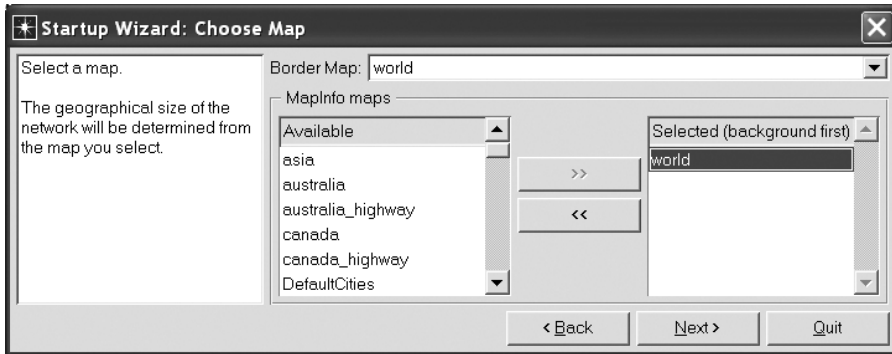 Startup Wizard: Choose Map
Select a map.
The geographical size of the
network will be determined from
the map you select.
Border Map: world
MapInfo maps
Available
asia
australia
australia_highway
canada
canada_highway
DefaultCities
>>
<<
Selected (background first)
world
< Back
Next >
Quit